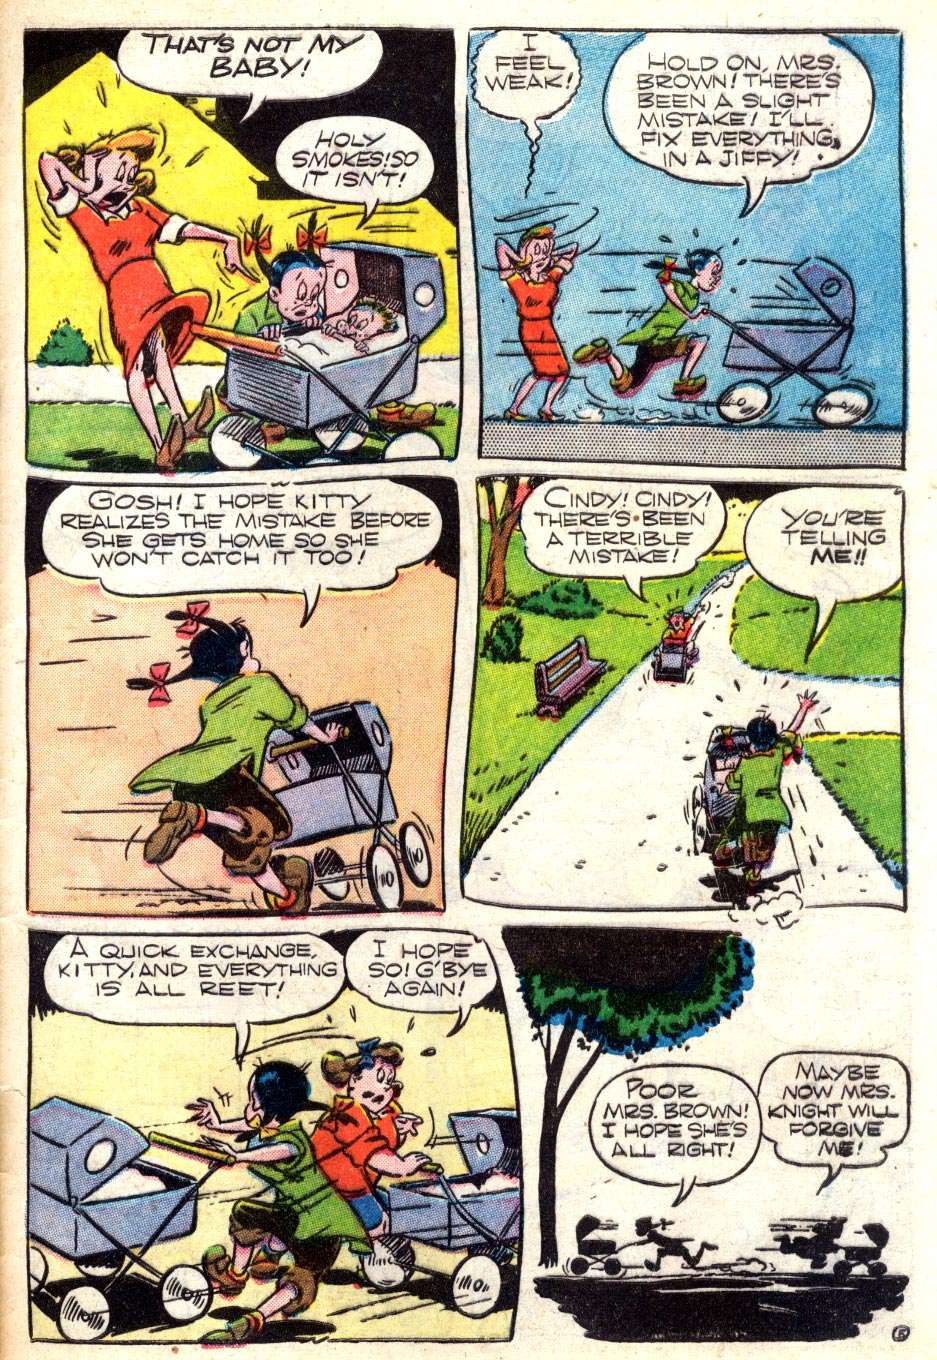 THAT'S NOT MY
BABY!
HOLY
SMOKES! SO
IT ISN'T!
I
FEEL
WEAK!
HOLD ON, MRS.
BROWN! THERE'S
BEEN A SLIGHT
MISTAKE! I'LL
FIX EVERYTHING
IN A JIFFY!
GOSH! I HOPE KITTY
REALIZES THE MISTAKE BEFORE
SHE GETS HOME SO SHE
WON'T CATCH IT TOO!
CINDY! CINDY!
THERE'S BEEN
A TERRIBLE
MISTAKE!
YOU'RE
TELLING
ME!!
A QUICK EXCHANGE,
KITTY, AND EVERYTHING
IS ALL REET!
I HOPE
SO! G'BYE
AGAIN!
POOR
MRS. BROWN!
I HOPE SHE'S
ALL RIGHT!
MAYBE
NOW MRS.
KNIGHT WILL
FORGIVE
ME!
5